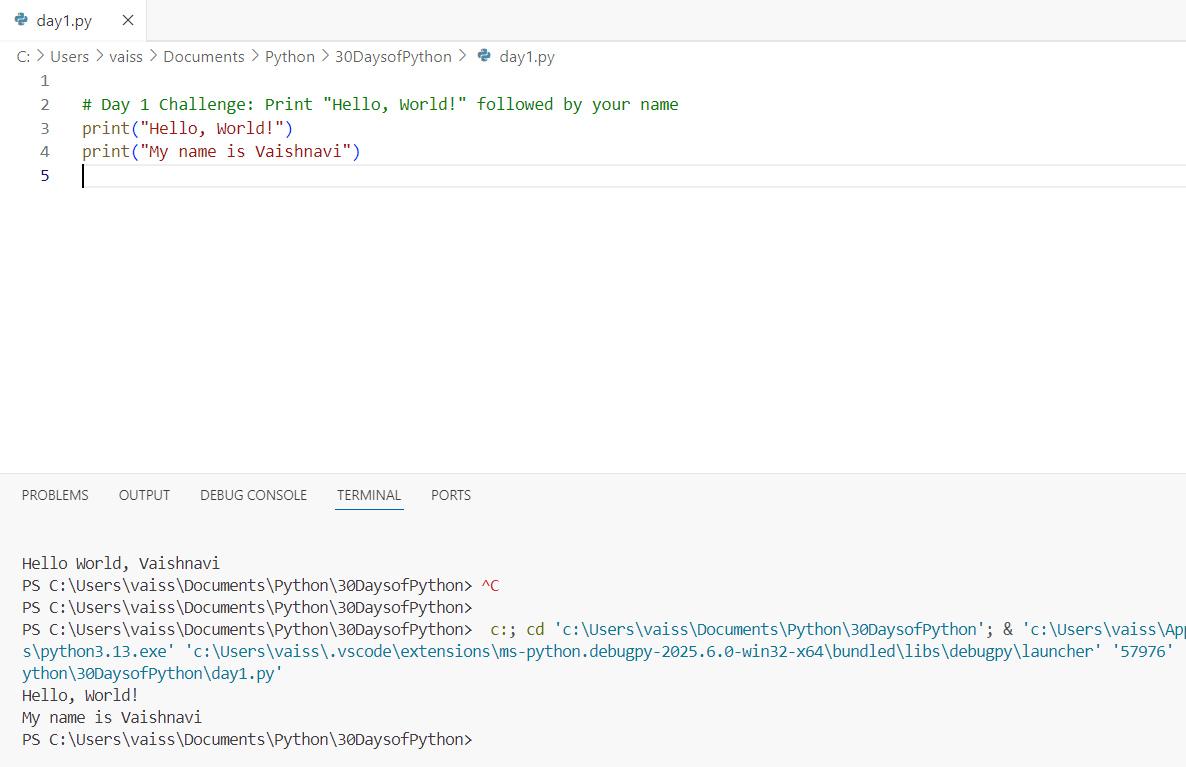 day1.py
C: > Users > vaiss > Documents > Python > 30DaysofPython > day1.py
1
2 # Day 1 Challenge: Print "Hello, World!" followed by your name
3 print("Hello, World!")
4 print("My name is Vaishnavi")
5
PROBLEMS OUTPUT DEBUG CONSOLE TERMINAL PORTS
Hello World, Vaishnavi
PS C:\Users\vaiss\Documents\Python\30DaysofPython> ^C
PS C:\Users\vaiss\Documents\Python\30DaysofPython>
PS C:\Users\vaiss\Documents\Python\30DaysofPython>  c:; cd 'c:\Users\vaiss\Documents\Python\30DaysofPython'; & 'c:\Users\vaiss\Ap
s\python3.13.exe' 'c:\Users\vaiss\.vscode\extensions\ms-python.debugpy-2025.6.0-win32-x64\bundled\libs\debugpy\launcher' '57976'
ython\30DaysofPython\day1.py'
Hello, World!
My name is Vaishnavi
PS C:\Users\vaiss\Documents\Python\30DaysofPython>